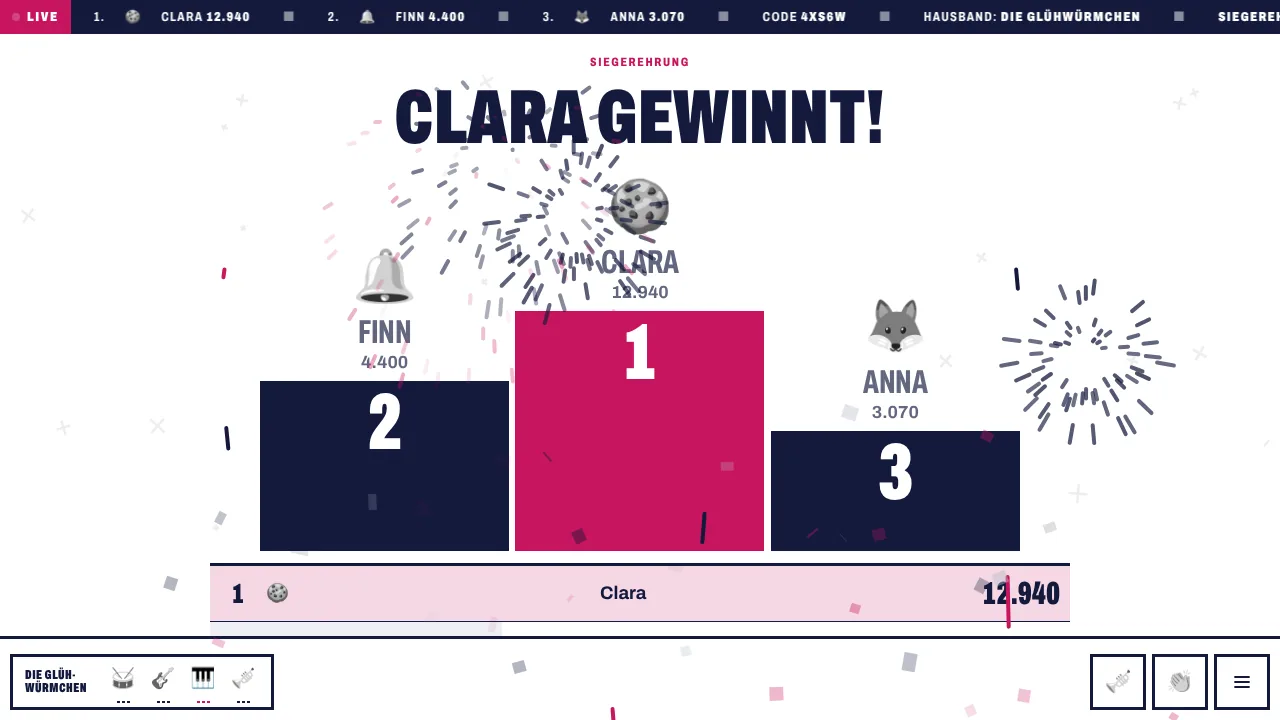 LIVE 1. CLARA 12.940 2. FINN 4.400 3. ANNA 3.070 CODE 4XS6W HAUSBAND: DIE GLÜHWÜRMCHEN
SIEGEREHRUNG
CLARA GEWINNT!
CLARA
12.940
FINN
4.400
ANNA
3.070
1
2
3
1 Clara 12.940
DIE GLÜH-
WÜRMCHEN